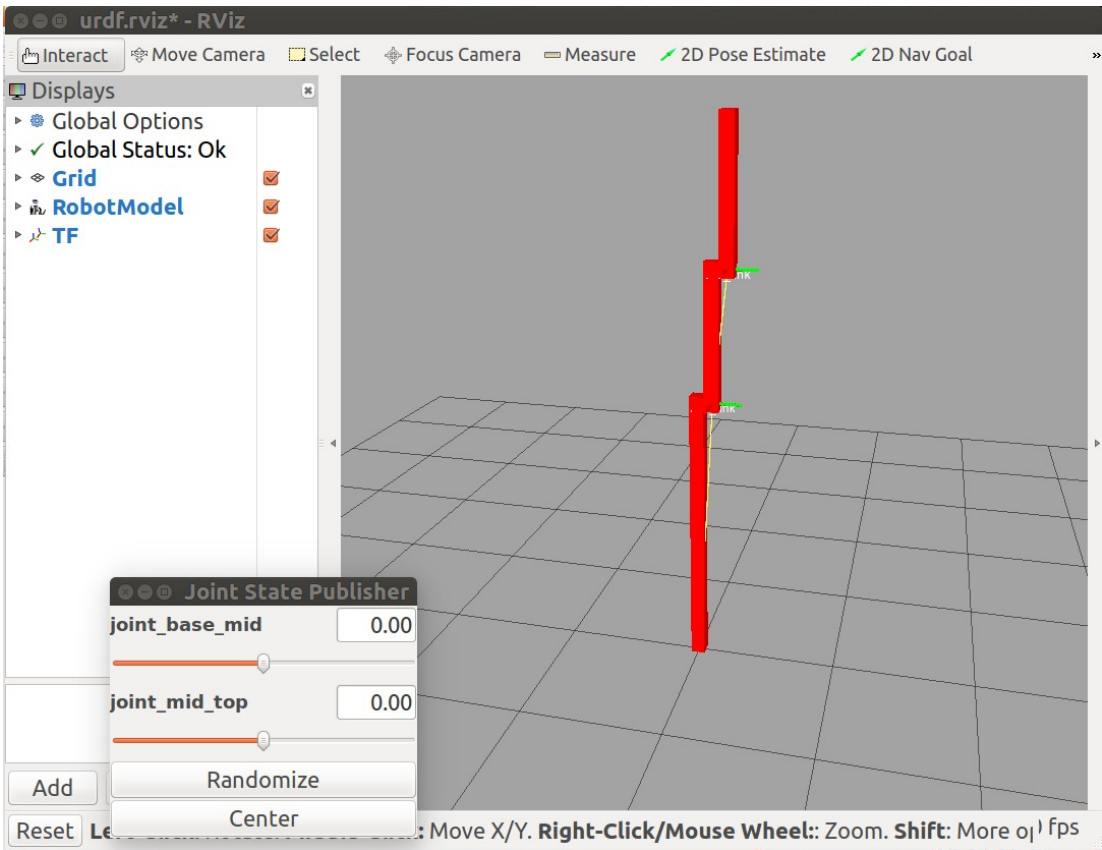 urdf.rviz* - RViz
Interact Move Camera Select Focus Camera Measure 2D Pose Estimate 2D Nav Goal »
Displays
Global Options
Global Status: Ok
Grid
RobotModel
TF
nk
nk
Joint State Publisher
joint_base_mid 0.00
joint_mid_top 0.00
Randomize
Center
Add
Reset Move X/Y. Right-Click/Mouse Wheel:: Zoom. Shift: More fps